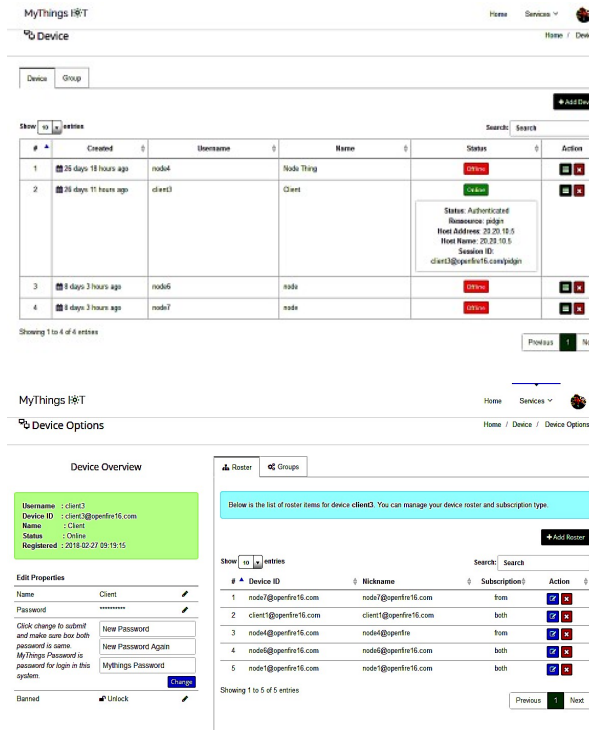 MyThings IoT
Home Services
Device
Home / Device
Device Group
+ Add Dev
Show 10 entries
Search: Search
# Created Username Name Status Action
1 26 days 18 hours ago node4 Node Thing Offline
2 26 days 11 hours ago client3 Client Online
Status: Authenticated
Ressource: pidgin
Host Address: 20.20.10.5
Host Name: 20.20.10.5
Session ID:
client3@openfire16.com/pidgin
3 8 days 3 hours ago node6 node Offline
4 8 days 3 hours ago node7 node Offline
Showing 1 to 4 of 4 entries
Previous 1 Ne
MyThings IoT
Home Services
Device Options
Home / Device / Device Options
Device Overview
Username : client3
Device ID : client3@openfire16.com
Name : Client
Status : Online
Registered : 2018-02-27 09:19:15
Edit Properties
Name Client
Password **********
Click change to submit
and make sure box both
password is same.
MyThings Password is
password for login in this
system.
New Password
New Password Again
Mythings Password
Change
Banned Unlock
Roster Groups
Below is the list of roster items for device client3. You can manage your device roster and subscription type.
+ Add Roster
Show 10 entries
Search: Search
# Device ID Nickname Subscription Action
1 node7@openfire16.com node7@openfire16.com from
2 client1@openfire16.com client1@openfire16.com both
3 node4@openfire16.com node4@openfire from
4 node6@openfire16.com node6@openfire16.com both
5 node1@openfire16.com node1@openfire16.com both
Showing 1 to 5 of 5 entries
Previous 1 Next